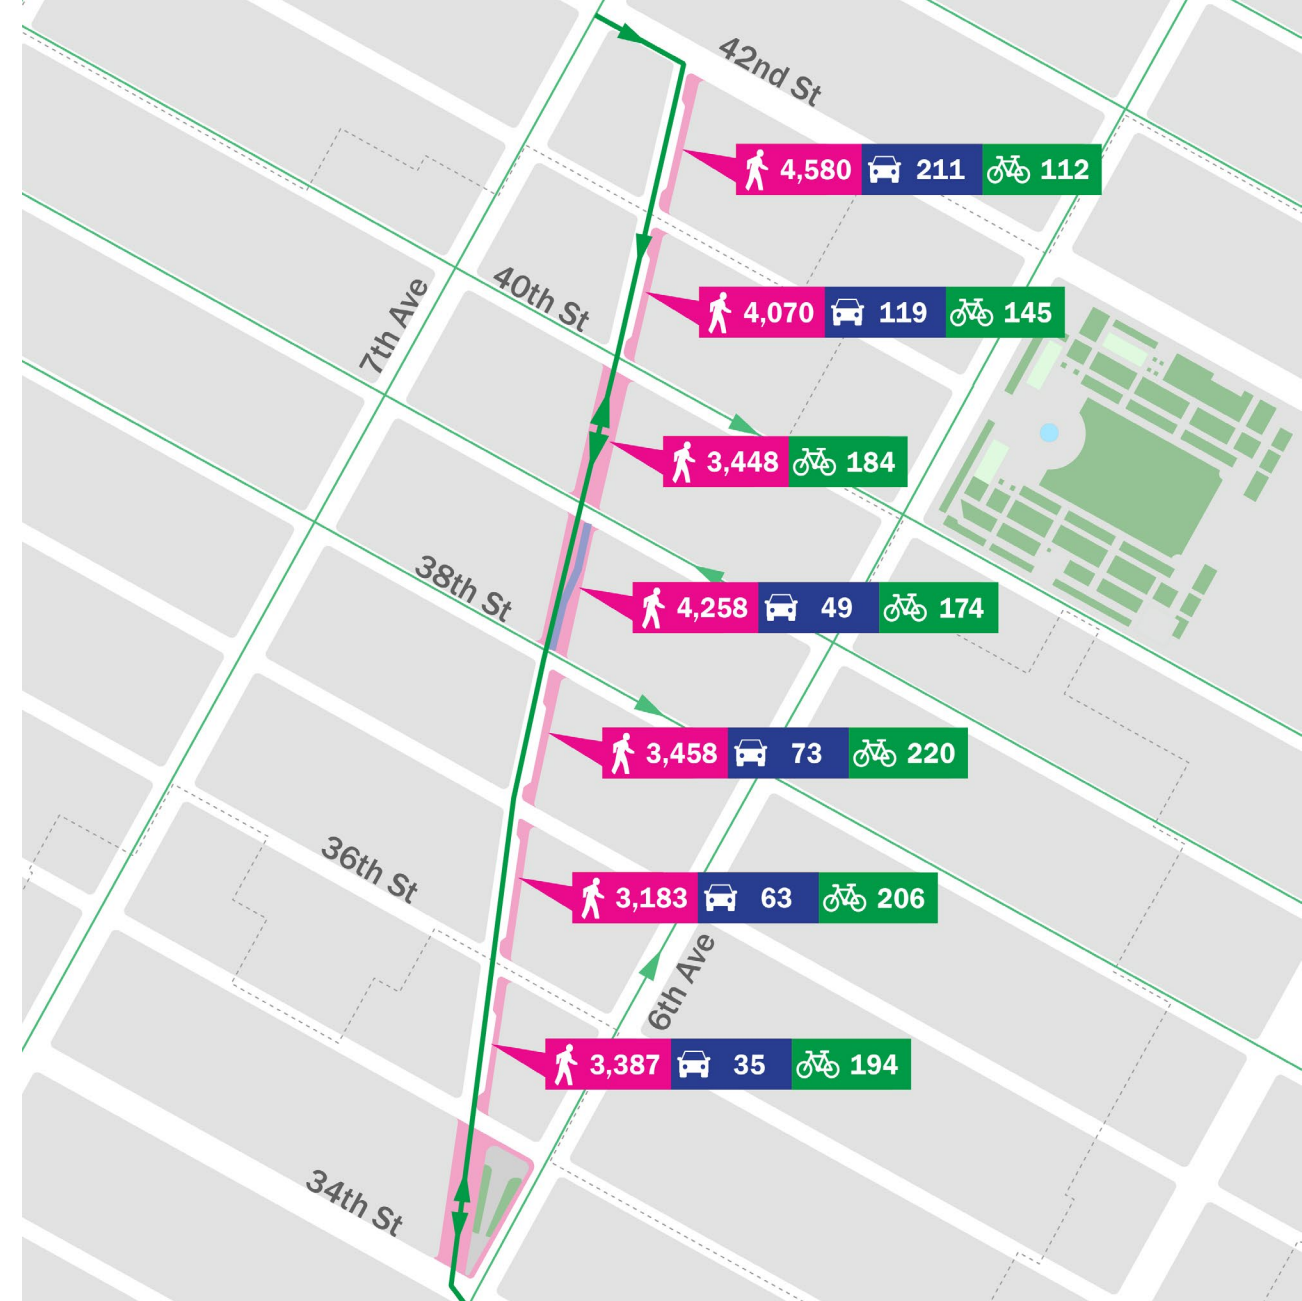 42nd St
4,580 211 112
40th St
7th Ave
4,070 119 145
3,448 184
38th St
4,258 49 174
3,458 73 220
36th St
3,183 63 206
6th Ave
3,387 35 194
34th St